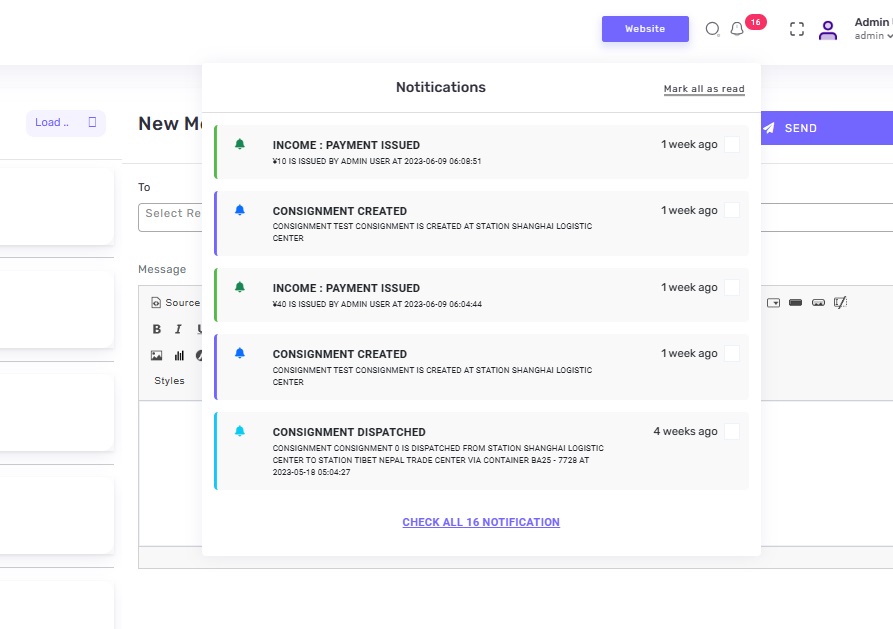 Website
16
Admin
admin
Notitications
Mark all as read
Load ..
New M
SEND
INCOME : PAYMENT ISSUED
1 week ago
¥10 IS ISSUED BY ADMIN USER AT 2023-06-09 06:08:51
To
Select Re
CONSIGNMENT CREATED
1 week ago
CONSIGNMENT TEST CONSIGNMENT IS CREATED AT STATION SHANGHAI LOGISTIC
CENTER
Message
INCOME : PAYMENT ISSUED
1 week ago
¥40 IS ISSUED BY ADMIN USER AT 2023-06-09 06:04:44
Source
B I U
CONSIGNMENT CREATED
1 week ago
CONSIGNMENT TEST CONSIGNMENT IS CREATED AT STATION SHANGHAI LOGISTIC
CENTER
Styles
CONSIGNMENT DISPATCHED
4 weeks ago
CONSIGNMENT CONSIGNMENT 0 IS DISPATCHED FROM STATION SHANGHAI LOGISTIC
CENTER TO STATION TIBET NEPAL TRADE CENTER VIA CONTAINER BA25 - 7728 AT
2023-05-18 05:04:27
CHECK ALL 16 NOTIFICATION